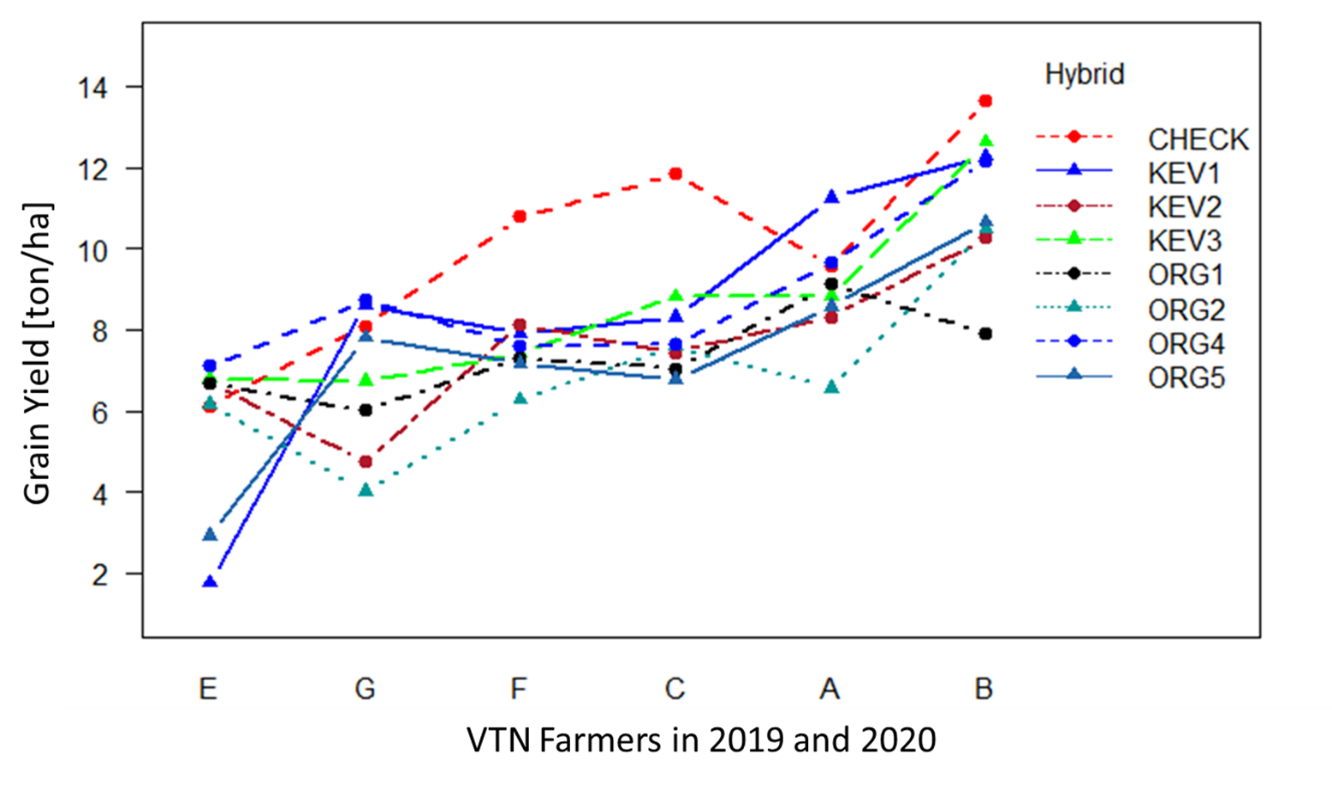 Grain Yield [ton/ha]
14
12
10
8
6
4
2
E G F C A B
VTN Farmers in 2019 and 2020
Hybrid
CHECK
KEV1
KEV2
KEV3
ORG1
ORG2
ORG4
ORG5